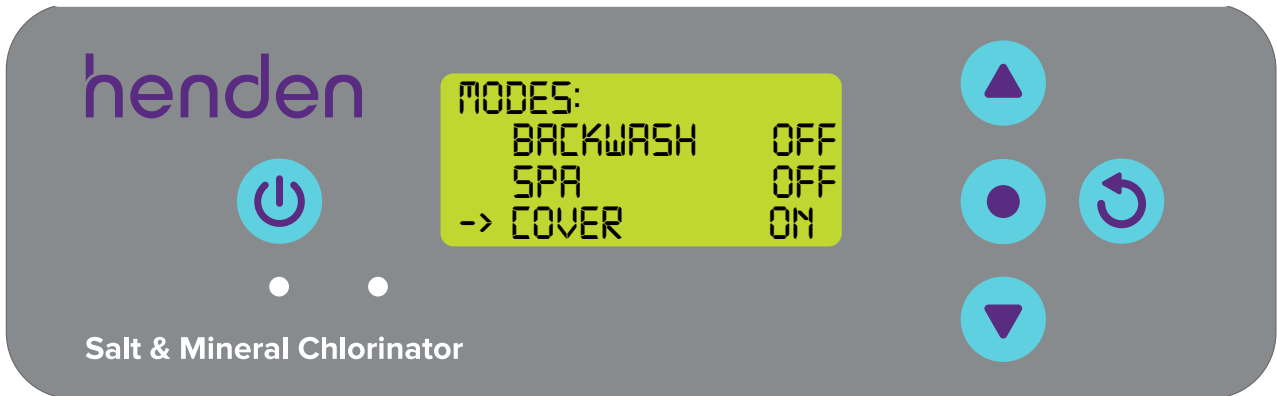 henden
MODES:
BACKWASH OFF
SPA OFF
-> COVER ON
Salt & Mineral Chlorinator